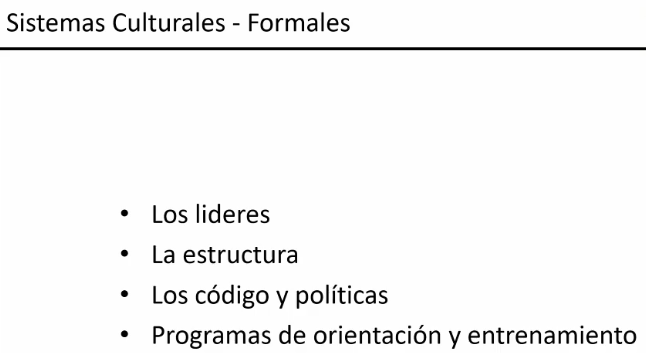 Sistemas Culturales - Formales
• Los lideres
• La estructura
• Los código y políticas
• Programas de orientación y entrenamiento